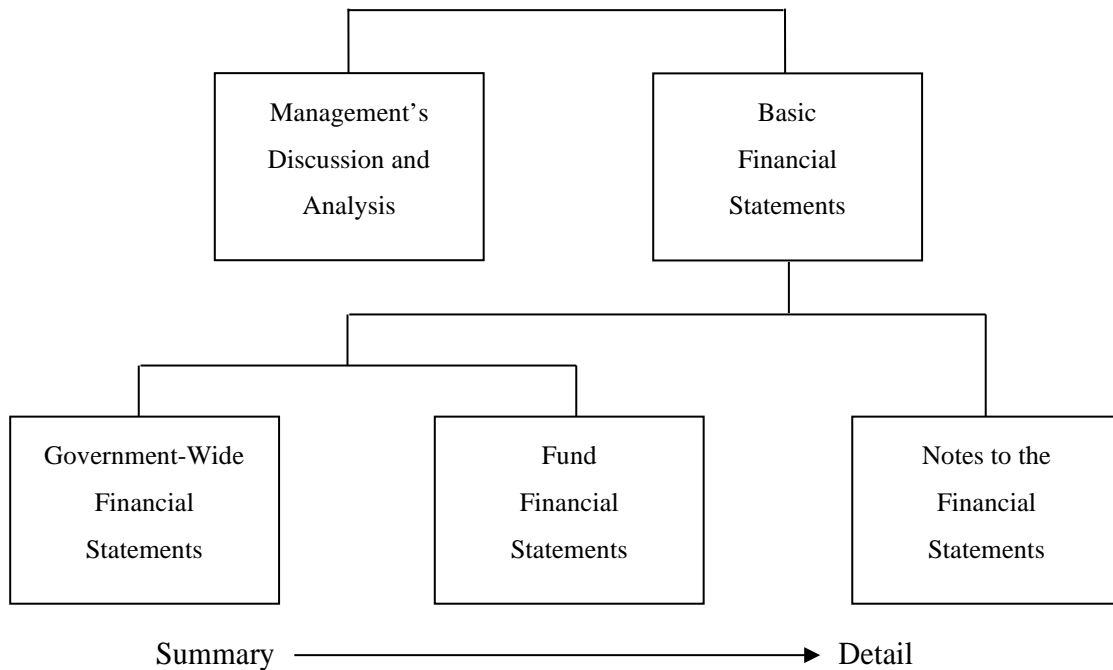 Management’s
Discussion and
Analysis
Basic
Financial
Statements
Government-Wide
Financial
Statements
Fund
Financial
Statements
Notes to the
Financial
Statements
Summary
Detail